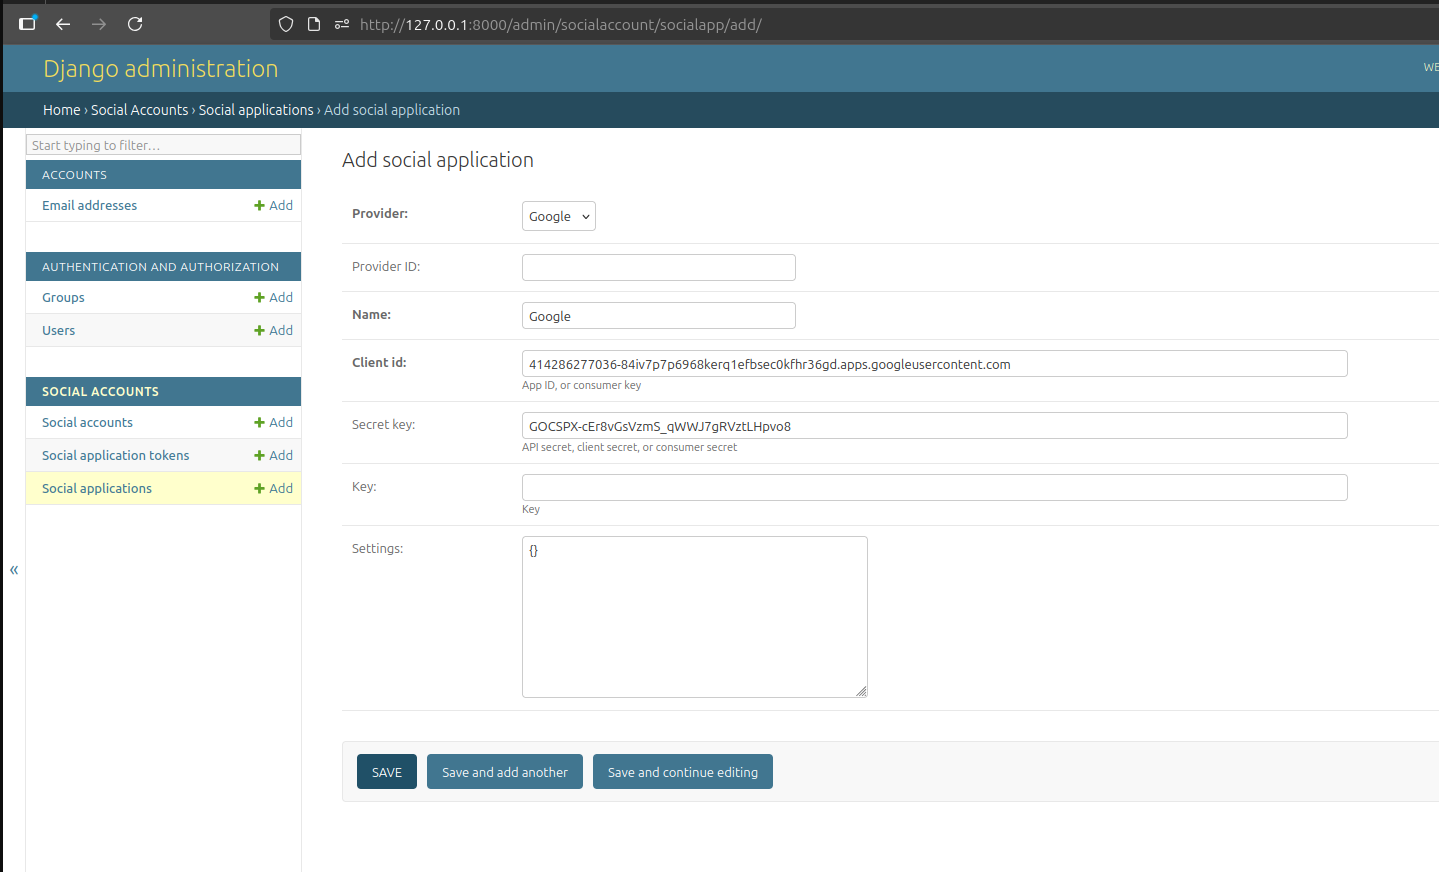 http://127.0.0.1:8000/admin/socialaccount/socialapp/add/
Django administration
WE
Home › Social Accounts › Social applications › Add social application
Start typing to filter...
ACCOUNTS
Email addresses + Add
AUTHENTICATION AND AUTHORIZATION
Groups + Add
Users + Add
SOCIAL ACCOUNTS
Social accounts + Add
Social application tokens + Add
Social applications + Add
«
Add social application
Provider: Google
Provider ID:
Name: Google
Client id: 414286277036-84iv7p7p6968kerq1efbsec0kfhr36gd.apps.googleusercontent.com
App ID, or consumer key
Secret key: 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
API secret, client secret, or consumer secret
Key:
Key
Settings: {}
SAVE Save and add another Save and continue editing